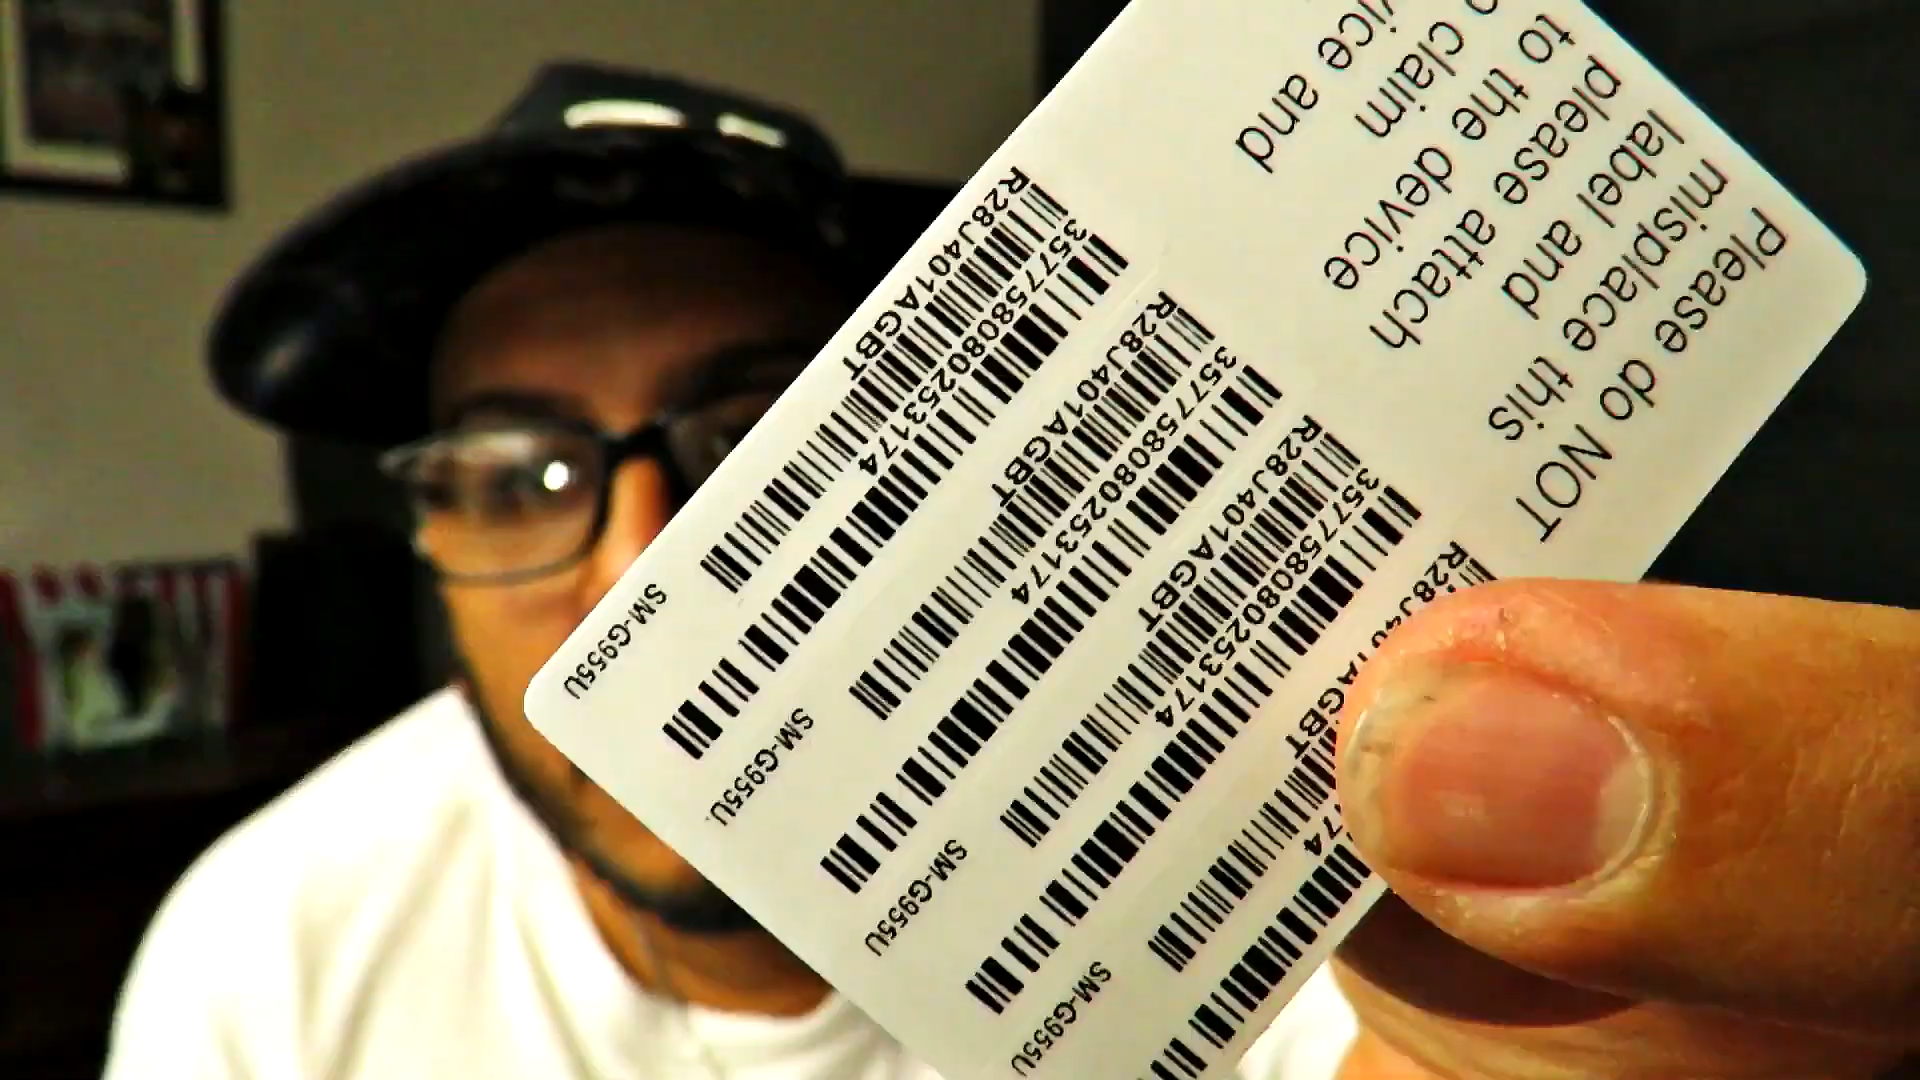 Please do NOT
misplace this
label and
please attach
to the device
claim
and
SM-G955U
357758080253174
R28J401AGBT
SM-G955U
357758080253174
R28J401AGBT
SM-G955U
357758080253174
R28J401AGBT
SM-G955U